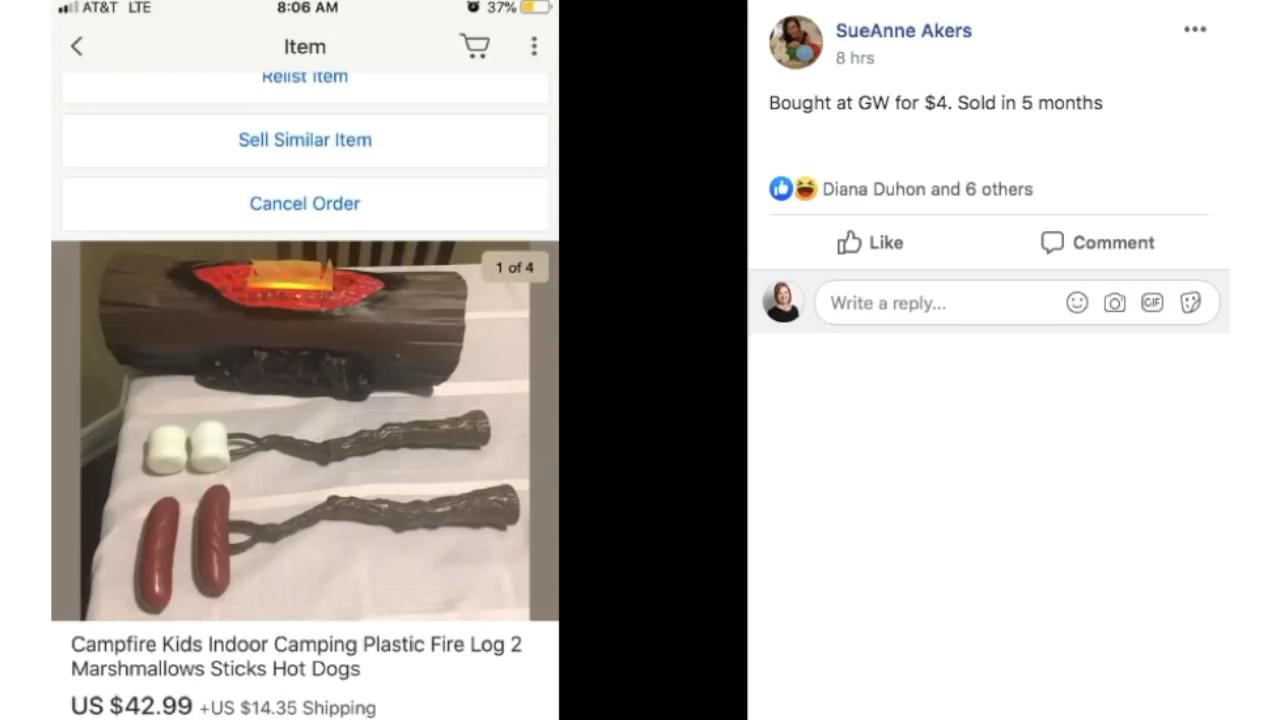 AT&T LTE
8:06 AM
37%
Item
Relist Item
Sell Similar Item
Cancel Order
1 of 4
Campfire Kids Indoor Camping Plastic Fire Log 2
Marshmallows Sticks Hot Dogs
US $42.99 +US $14.35 Shipping
SueAnne Akers
8 hrs
Bought at GW for $4. Sold in 5 months
Diana Duhon and 6 others
Like
Comment
Write a reply...
GIF